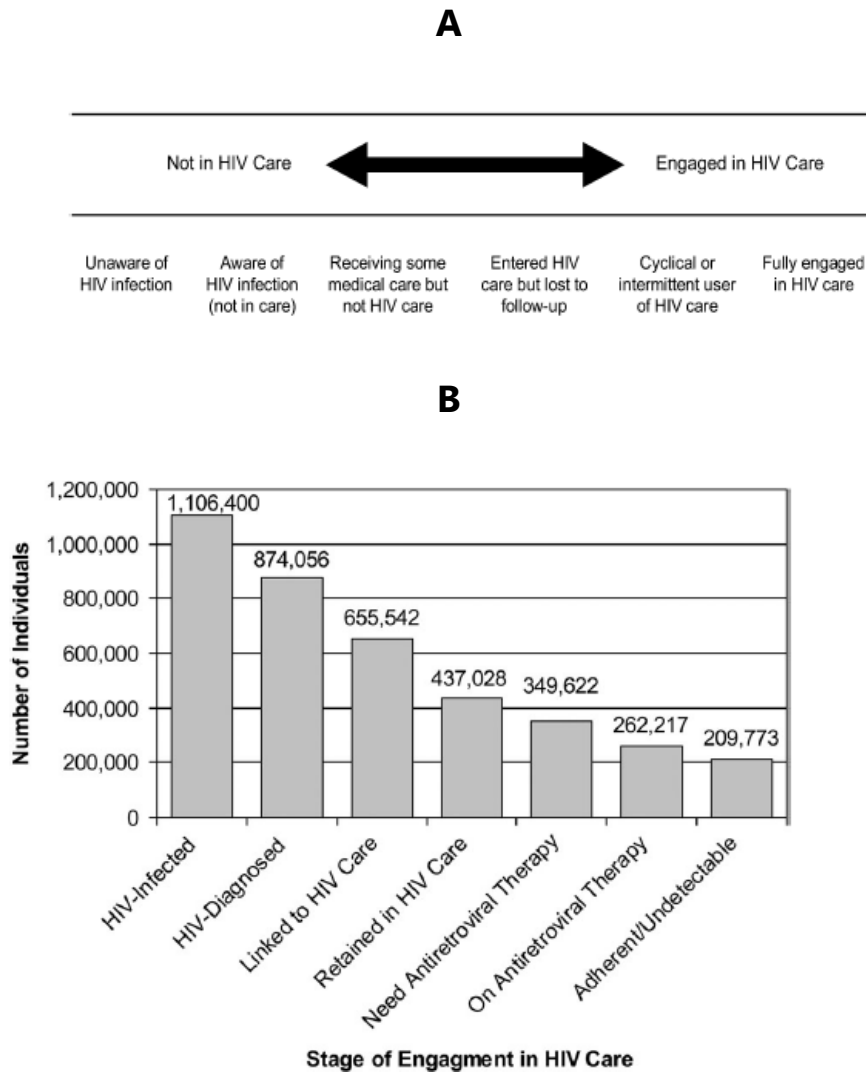 A
Not in HIV Care
Engaged in HIV Care
Unaware of
HIV infection
Aware of
HIV infection
(not in care)
Receiving some
medical care but
not HIV care
Entered HIV
care but lost to
follow-up
Cyclical or
intermittent user
of HIV care
Fully engaged
in HIV care
B
Number of Individuals
1,200,000
1,000,000
800,000
600,000
400,000
200,000
0
1,106,400
874,056
655,542
437,028
349,622
262,217
209,773
HIV-Infected
HIV-Diagnosed
Linked to HIV Care
Retained in HIV Care
Need Antiretroviral Therapy
On Antiretroviral Therapy
Adherent/Undetectable
Stage of Engagment in HIV Care